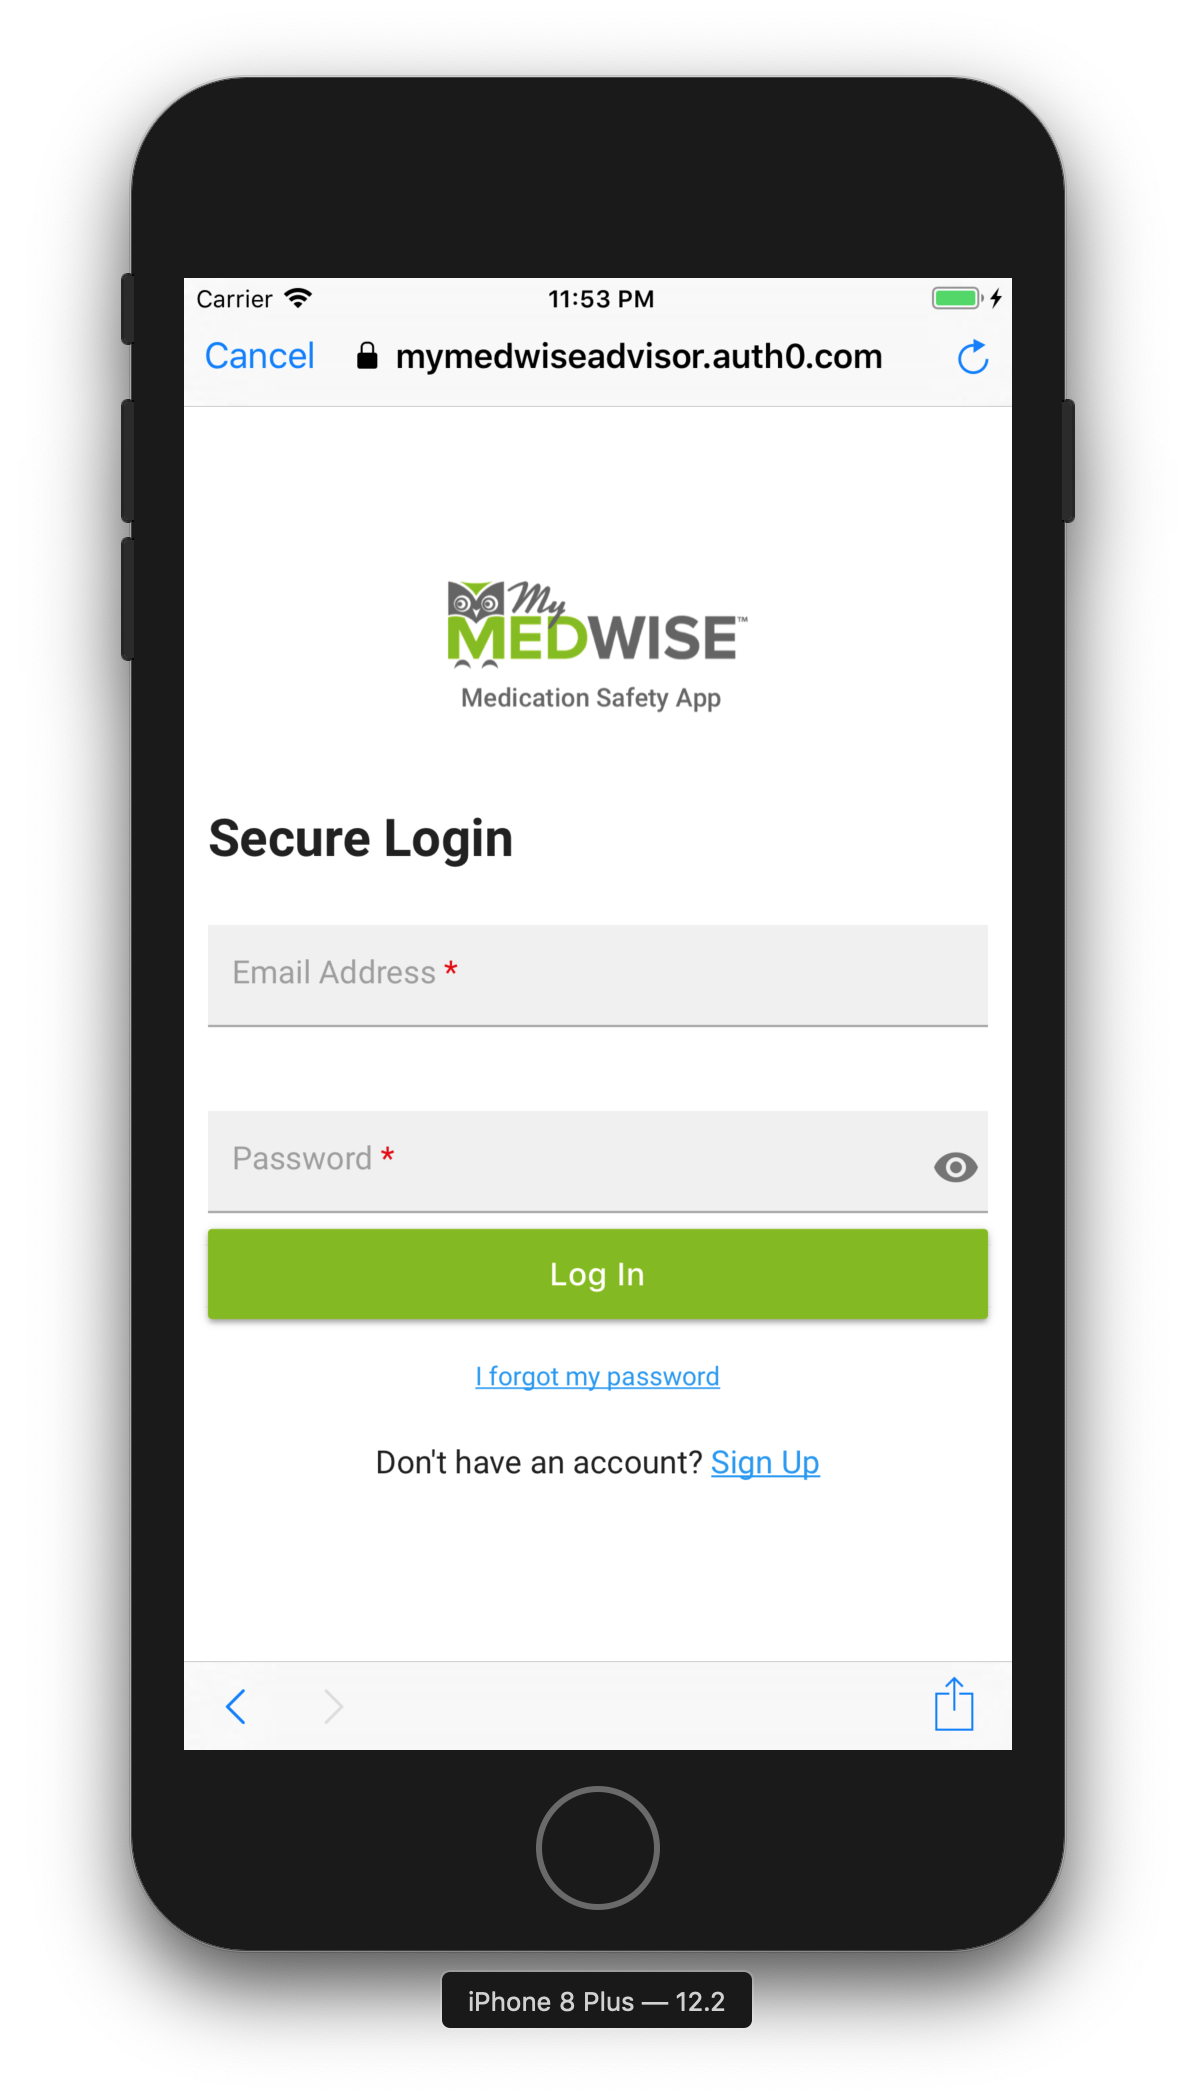 Carrier 11:53 PM
Cancel mymedwiseadvisor.auth0.com
My
MEDWISE™
Medication Safety App
Secure Login
Email Address *
Password *
Log In
I forgot my password
Don't have an account? Sign Up
iPhone 8 Plus — 12.2